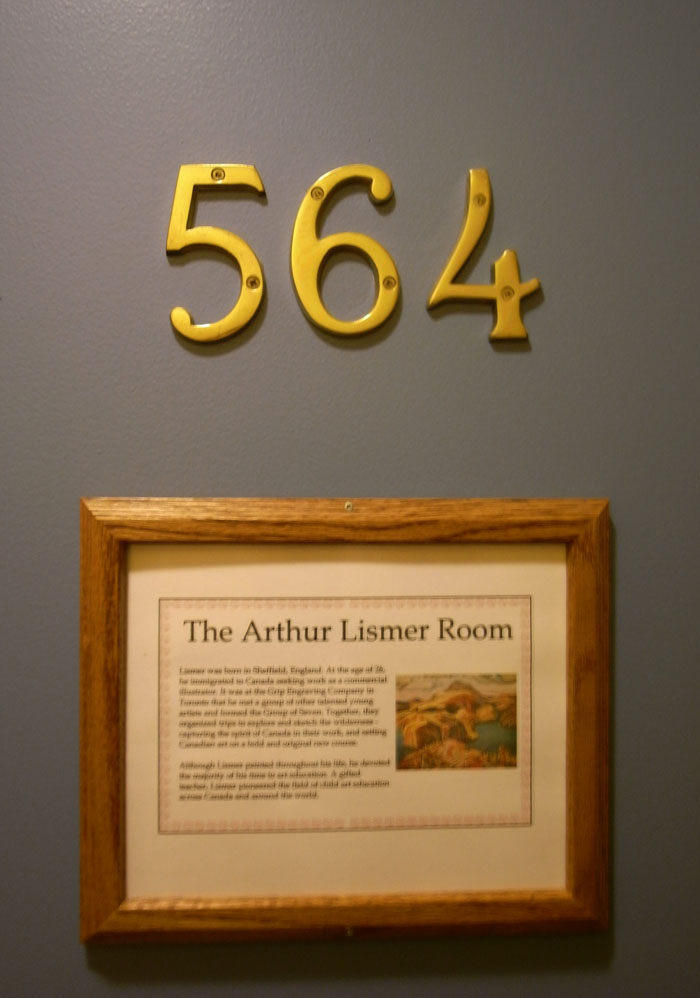 564
The Arthur Lismer Room
Lismer was born in Sheffield, England. At the age of 26,
he immigrated to Canada seeking work as a commercial
illustrator. It was at the Grip Engraving Company in
Toronto that he met a group of other talented young
artists and formed the Group of Seven. Together, they
organized trips to explore and sketch the wilderness -
capturing the spirit of Canada in their work, and setting
Canadian art on a bold and original new course.
Although Lismer painted throughout his life, he devoted
the majority of his time to art education. A gifted
teacher, Lismer pioneered the field of child art education
across Canada and around the world.